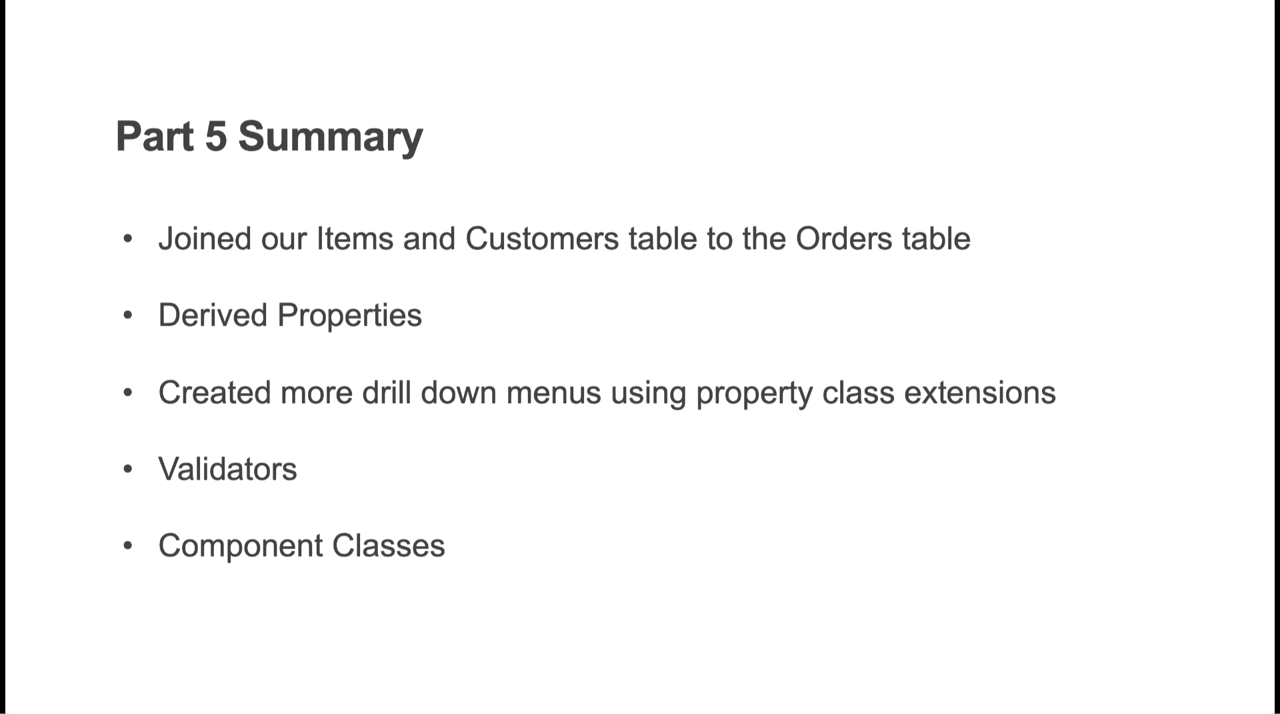 Part 5 Summary
• Joined our Items and Customers table to the Orders table
• Derived Properties
• Created more drill down menus using property class extensions
• Validators
• Component Classes